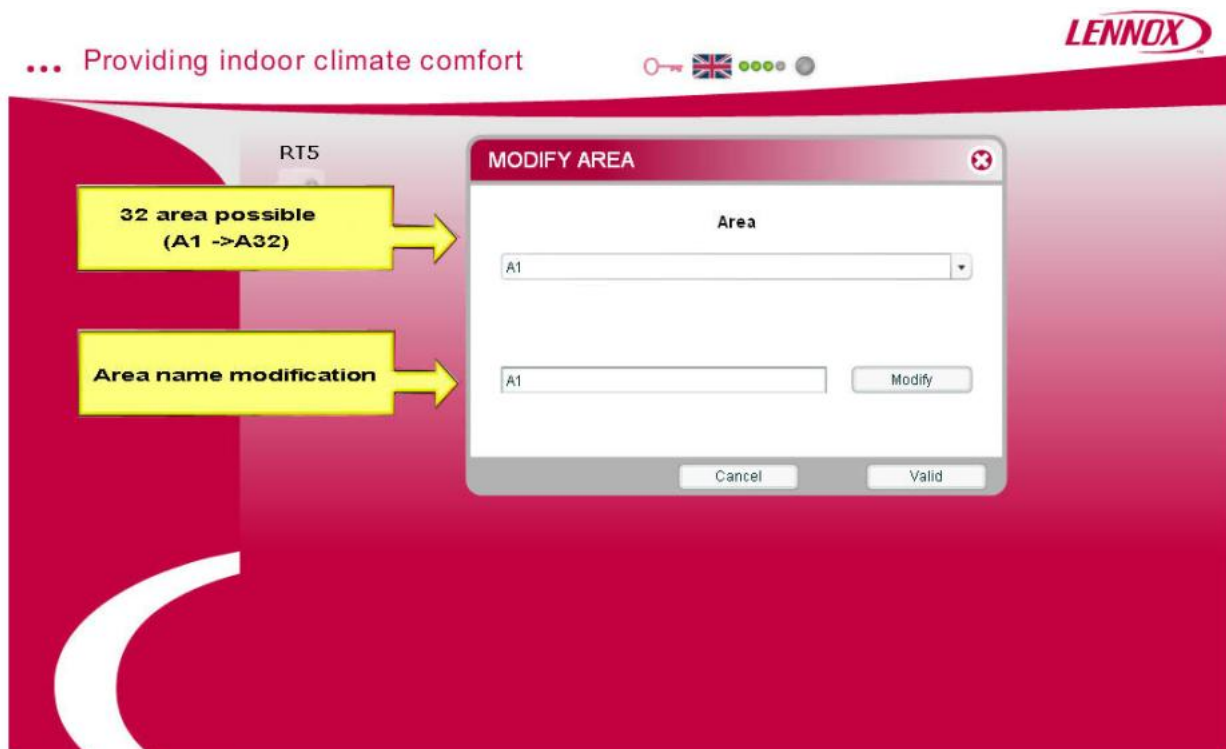 LENNOX
... Providing indoor climate comfort
RT5
MODIFY AREA
32 area possible
(A1 ->A32)
Area
A1
Area name modification
A1
Modify
Cancel
Valid